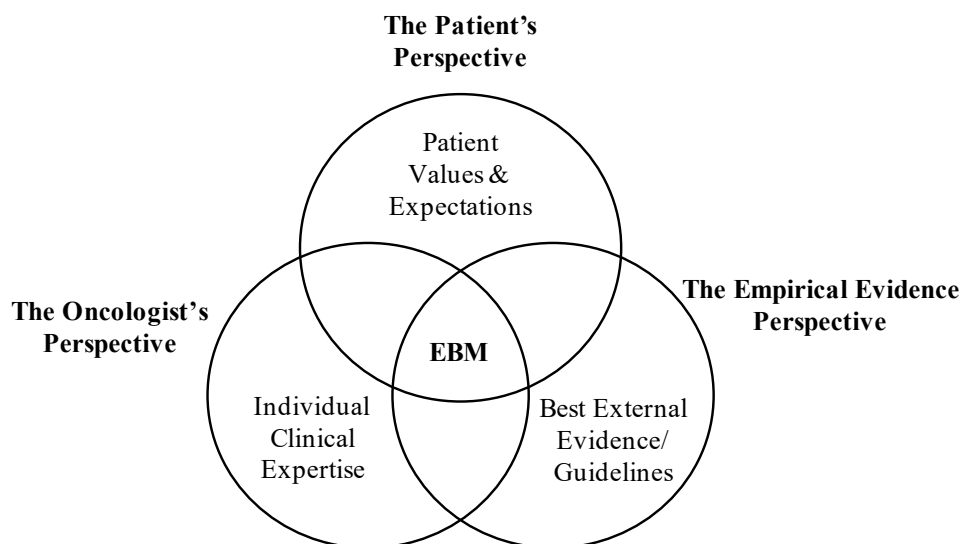 The Patient’s
Perspective
Patient
Values &
Expectations
The Oncologist’s
Perspective
The Empirical Evidence
Perspective
EBM
Individual
Clinical
Expertise
Best External
Evidence/
Guidelines